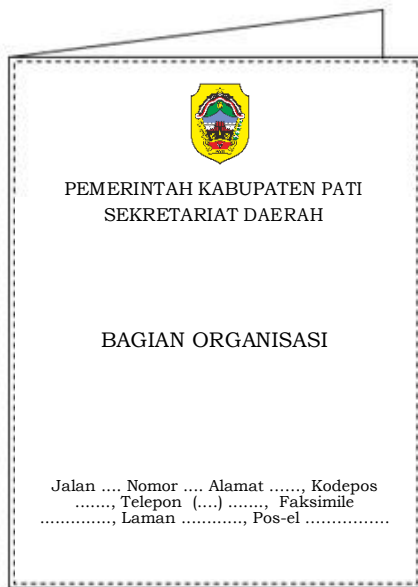 PEMERINTAH KABUPATEN PATI
SEKRETARIAT DAERAH
BAGIAN ORGANISASI
Jalan .... Nomor .... Alamat ......, Kodepos
......., Telepon (....) ......., Faksimile
.............., Laman ............, Pos-el ................